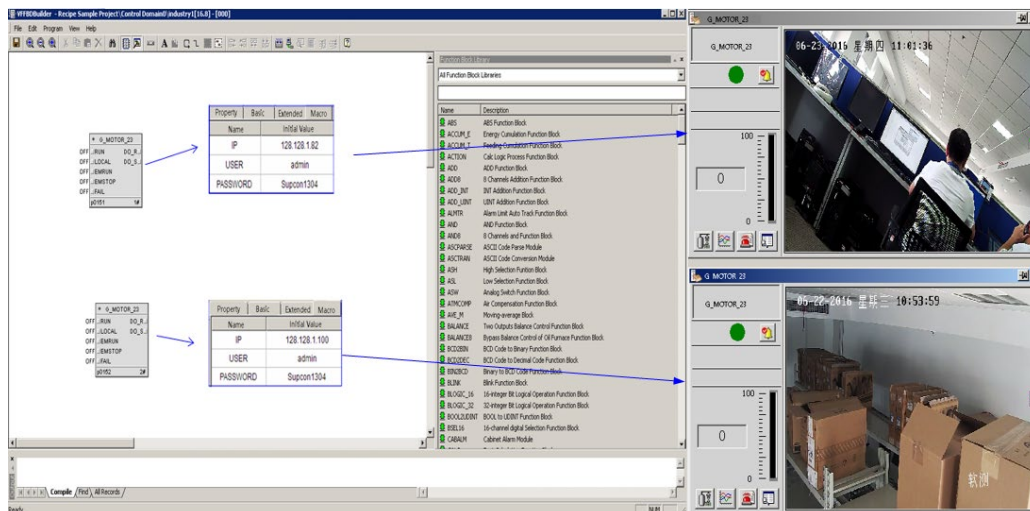 VFFBDBuilder - Recipe Sample Project\Control Domain0\industry1[16.8] - [000]
File Edit Program View Help
* G_MOTOR_23
OFF ..RUN DO_R..
OFF ..LOCAL DO_S..
OFF ..EMRUN
OFF ..EMSTOP
OFF ..FAIL
p0151 1#
Property Basic Extended Macro
Name Initial Value
IP 128.128.1.82
USER admin
PASSWORD Supcon1304
* G_MOTOR_23
OFF ..RUN DO_R..
OFF ..LOCAL DO_S..
OFF ..EMRUN
OFF ..EMSTOP
OFF ..FAIL
p0152 2#
Property Basic Extended Macro
Name Initial Value
IP 128.128.1.100
USER admin
PASSWORD Supcon1304
Function Block Library
All Function Block Libraries
Name Description
ABS ABS Function Block
ACCUM_E Energy Cumulation Function Block
ACCUM_T Function Block
ACTION Calc Logic Process Function Block
ADD ADD Function Block
ADD8 8 Channels Addition Function Block
ADD_INT INT Addition Function Block
ADD_UINT UINT Addition Function Block
ALMTR Alarm Limit Auto Track Function Block
AND AND Function Block
AND8 8 Channels and Function Block
ASCPARSE ASCII Code Parse Module
ASCTRAN ASCII Code Conversion Module
ASH High Selection Funtion Block
ASL Low Selection Function Block
ASW Analog Switch Function Block
ATMCOMP Air Compensation Function Block
AVE_M Moving-average Block
BALANCE Two Outputs Balance Control Function Block
BALANCE8 Bypass Balance Control of Oil Furnace Function Block
BCD2BIN BCD Code to Binary Function Block
BCD2DEC BCD Code to Decimal Code Function Block
BIN2BCD Binary to BCD Code Function Block
BLINK Blink Function Block
BLOGIC_16 16-integer Bit Logical Operation Function Block
BLOGIC_32 32-integer Bit Logical Operation Function Block
BOOL2UDINT BOOL to UDINT Function Block
BSEL16 16-channel digital Selection Function Block
CABALM Cabinet Alarm Module
Compile Find All Records
Ready
NUM
G_MOTOR_23
G_MOTOR_23
100
0
0
06-23-2016 星期四 11:01:36
G_MOTOR_23
G_MOTOR_23
100
0
0
06-22-2016 星期三 10:53:59
软测